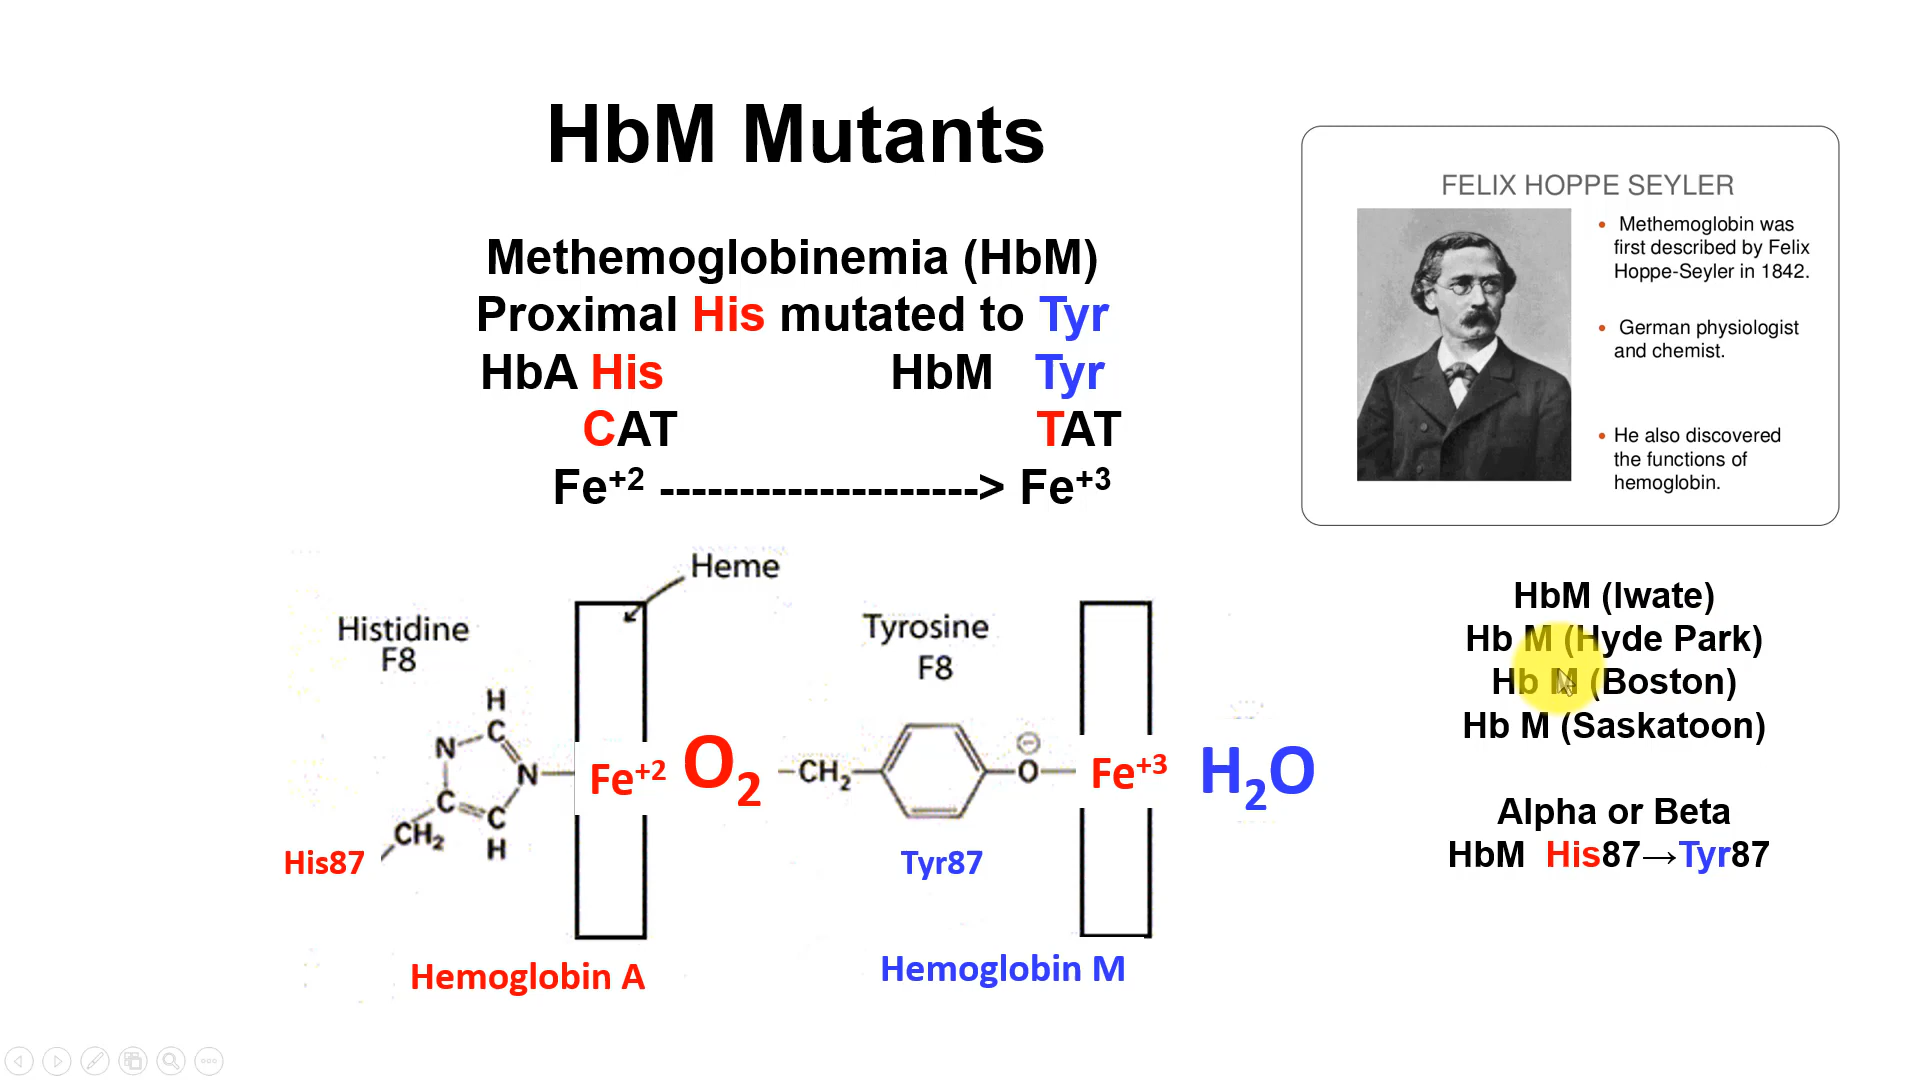 HbM Mutants
Methemoglobinemia (HbM)
Proximal His mutated to Tyr
HbA His HbM Tyr
CAT TAT
Fe+2 --------------------> Fe+3
FELIX HOPPE SEYLER
• Methemoglobin was
first described by Felix
Hoppe-Seyler in 1842.
• German physiologist
and chemist.
• He also discovered
the functions of
hemoglobin.
Heme
Histidine
F8
H
N C
N
C C
CH2 H
His87
Fe+2 O2
Hemoglobin A
Tyrosine
F8
CH2 O
Tyr87
Fe+3 H2O
Hemoglobin M
HbM (Iwate)
Hb M (Hyde Park)
Hb M (Boston)
Hb M (Saskatoon)
Alpha or Beta
HbM His87→Tyr87